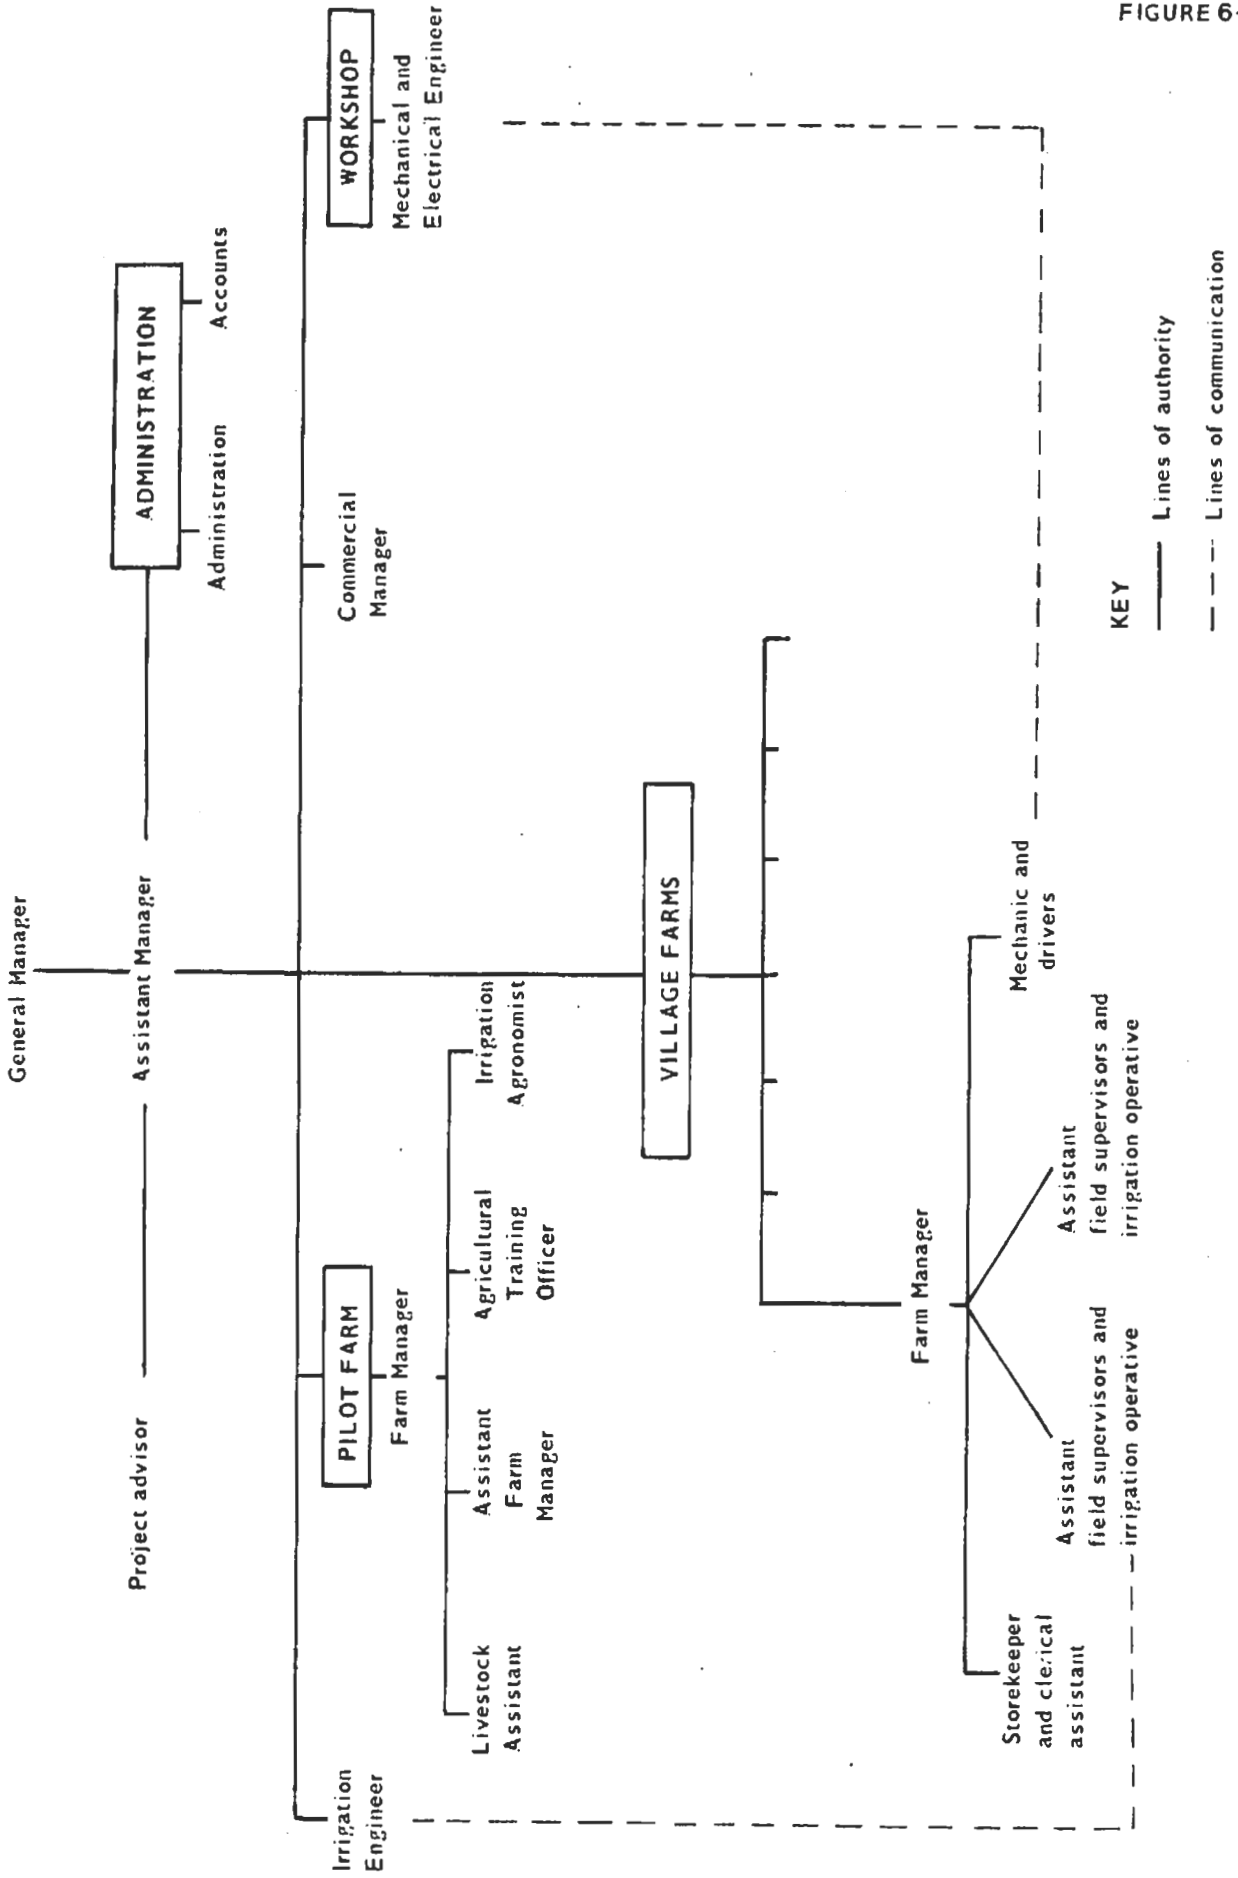 FIGURE 6-
General Manager
Project advisor
Assistant Manager
ADMINISTRATION
Administration
Accounts
Irrigation
Engineer
PILOT FARM
Farm Manager
Commercial
Manager
WORKSHOP
Mechanical and
Electrical Engineer
Livestock
Assistant
Assistant
Farm
Manager
Agricultural
Training
Officer
Irrigation
Agronomist
VILLAGE FARMS
Farm Manager
Storekeeper
and clerical
assistant
Assistant
field supervisors and
irrigation operative
Assistant
field supervisors and
irrigation operative
Mechanic and
drivers
KEY
Lines of authority
Lines of communication